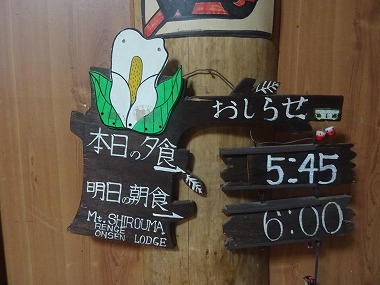 おしらせ
本日の夕食
5:45
明日の朝食
6:00
Mt. SHIROUMA
RENGE
ONSEN LODGE